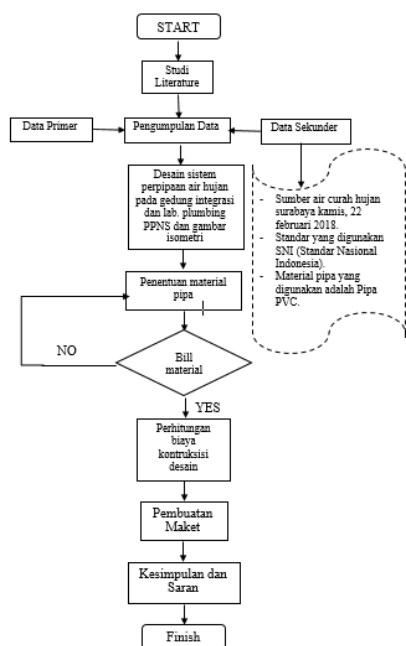 START
Studi
Literature
Data Primer
Pengumpulan Data
Data Sekunder
Desain sistem
perpipaan air hujan
pada gedung integrasi
dan lab. plumbing
PPNS dan gambar
isometri
- Sumber air curah hujan
surabaya kamis, 22
februari 2018.
- Standar yang digunakan
SNI (Standar Nasional
Indonesia).
- Material pipa yang
digunakan adalah Pipa
PVC.
Penentuan material
pipa
NO
Bill
material
YES
Perhitungan
biaya
kontruksisi
desain
Pembuatan
Maket
Kesimpulan dan
Saran
Finish